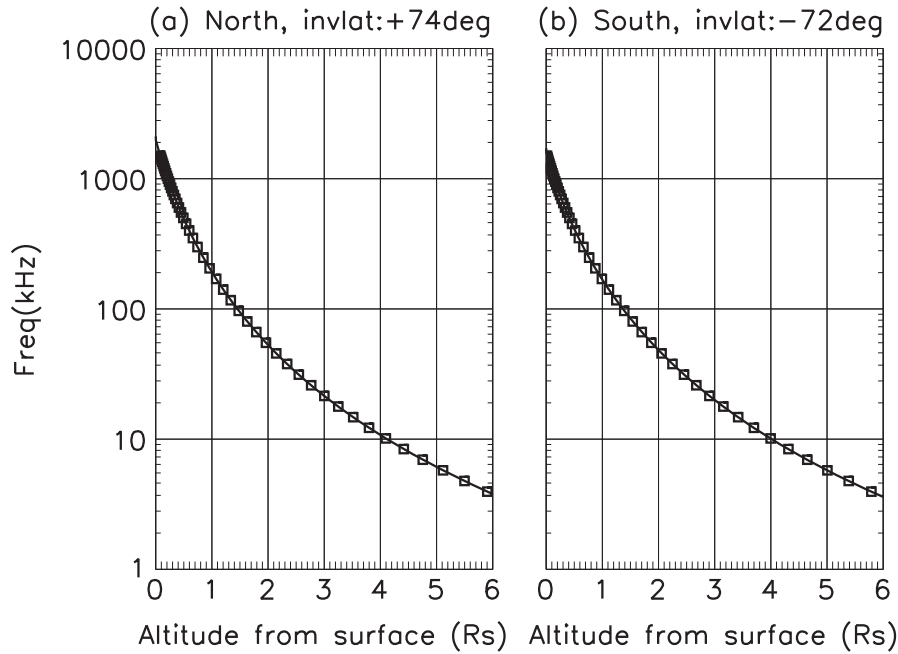 (a) North, invlat:+74deg
(b) South, invlat:−72deg
10000
1000
100
10
1
Freq(kHz)
0 1 2 3 4 5 6
0 1 2 3 4 5 6
Altitude from surface (Rs)
Altitude from surface (Rs)